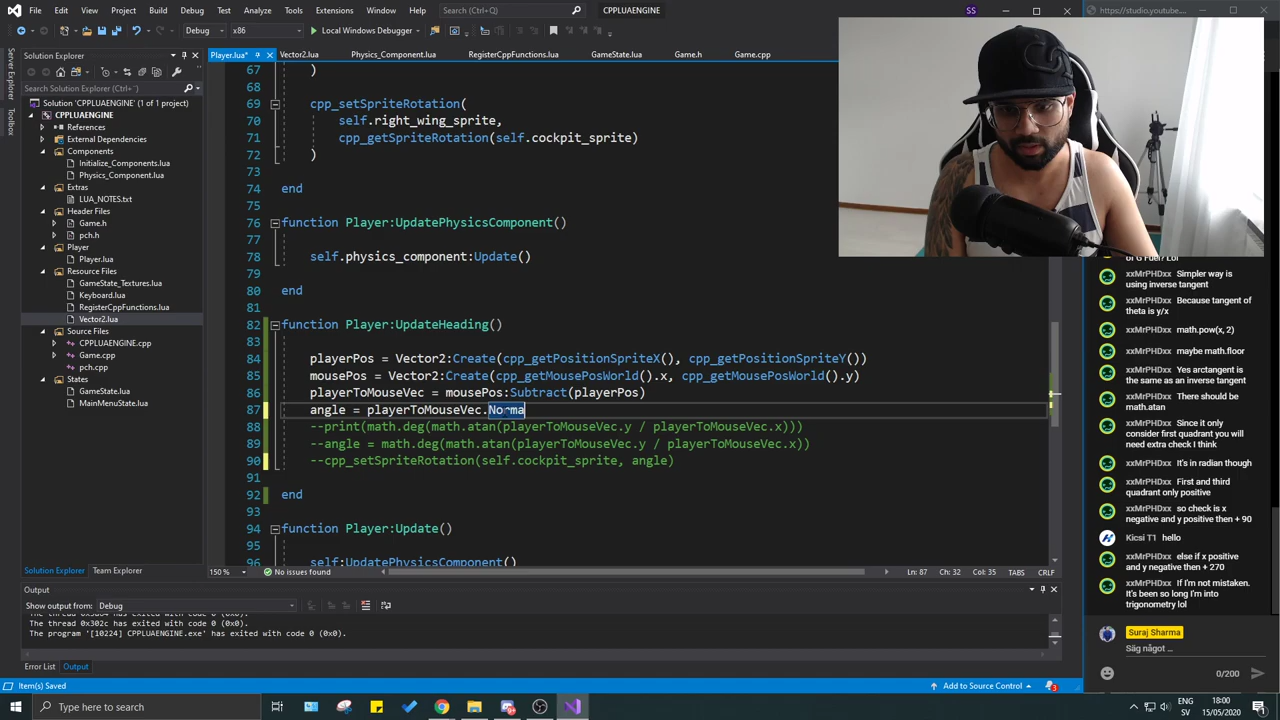 File Edit View Project Build Debug Test Analyze Tools Extensions Window Help Search (Ctrl+Q) CPPLUAENGINE SS
https://studio.youtube....
Debug x86 Local Windows Debugger
Server Explorer
Toolbox
Solution Explorer
Search Solution Explorer (Ctrl+')
Solution 'CPPLUAENGINE' (1 of 1 project)
CPPLUAENGINE
References
External Dependencies
Components
Initialize_Components.lua
Physics_Component.lua
Extras
LUA_NOTES.txt
Header Files
Game.h
pch.h
Player
Player.lua
Resource Files
GameState_Textures.lua
Keyboard.lua
RegisterCppFunctions.lua
Vector2.lua
Source Files
CPPLUAENGINE.cpp
Game.cpp
pch.cpp
States
GameState.lua
MainMenuState.lua
Solution Explorer Team Explorer
Player.lua* Vector2.lua Physics_Component.lua RegisterCppFunctions.lua GameState.lua Game.h Game.cpp
67 )
68
69 cpp_setSpriteRotation(
70 self.right_wing_sprite,
71 cpp_getSpriteRotation(self.cockpit_sprite)
72 )
73
74 end
75
76 function Player:UpdatePhysicsComponent()
77
78 self.physics_component:Update()
79
80 end
81
82 function Player:UpdateHeading()
83
84 playerPos = Vector2:Create(cpp_getPositionSpriteX(), cpp_getPositionSpriteY())
85 mousePos = Vector2:Create(cpp_getMousePosWorld().x, cpp_getMousePosWorld().y)
86 playerToMouseVec = mousePos:Subtract(playerPos)
87 angle = playerToMouseVec.Norma
88 --print(math.deg(math.atan(playerToMouseVec.y / playerToMouseVec.x)))
89 --angle = math.deg(math.atan(playerToMouseVec.y / playerToMouseVec.x))
90 --cpp_setSpriteRotation(self.cockpit_sprite, angle)
91
92 end
93
94 function Player:Update()
95
96 self:UpdatePhysicsComponent()
150 % No issues found Ln: 87 Ch: 32 Col: 35 TABS CRLF
Output
Show output from: Debug
The thread 0x302c has exited with code 0 (0x0).
The program '[10224] CPPLUAENGINE.exe' has exited with code 0 (0x0).
Error List Output
Item(s) Saved Add to Source Control 3
of G Fuel? Lol
xxMrPHDxx Simpler way is
using inverse tangent
xxMrPHDxx Because tangent of
theta is y/x
xxMrPHDxx math.pow(x, 2)
xxMrPHDxx maybe math.floor
xxMrPHDxx Yes arctangent is
the same as an inverse tangent
xxMrPHDxx There should be
math.atan
xxMrPHDxx Since it only
consider first quadrant you will
need extra check I think
xxMrPHDxx It's in radian though
xxMrPHDxx First and third
quadrant only positive
xxMrPHDxx so check is x
negative and y positive then + 90
Kicsi T1 hello
xxMrPHDxx else if x positive
and y negative then + 270
xxMrPHDxx If I'm not mistaken.
It's been so long I'm into
trigonometry lol
Suraj Sharma
Säg något ...
0/200
Type here to search
ENG
SV
18:00
15/05/2020